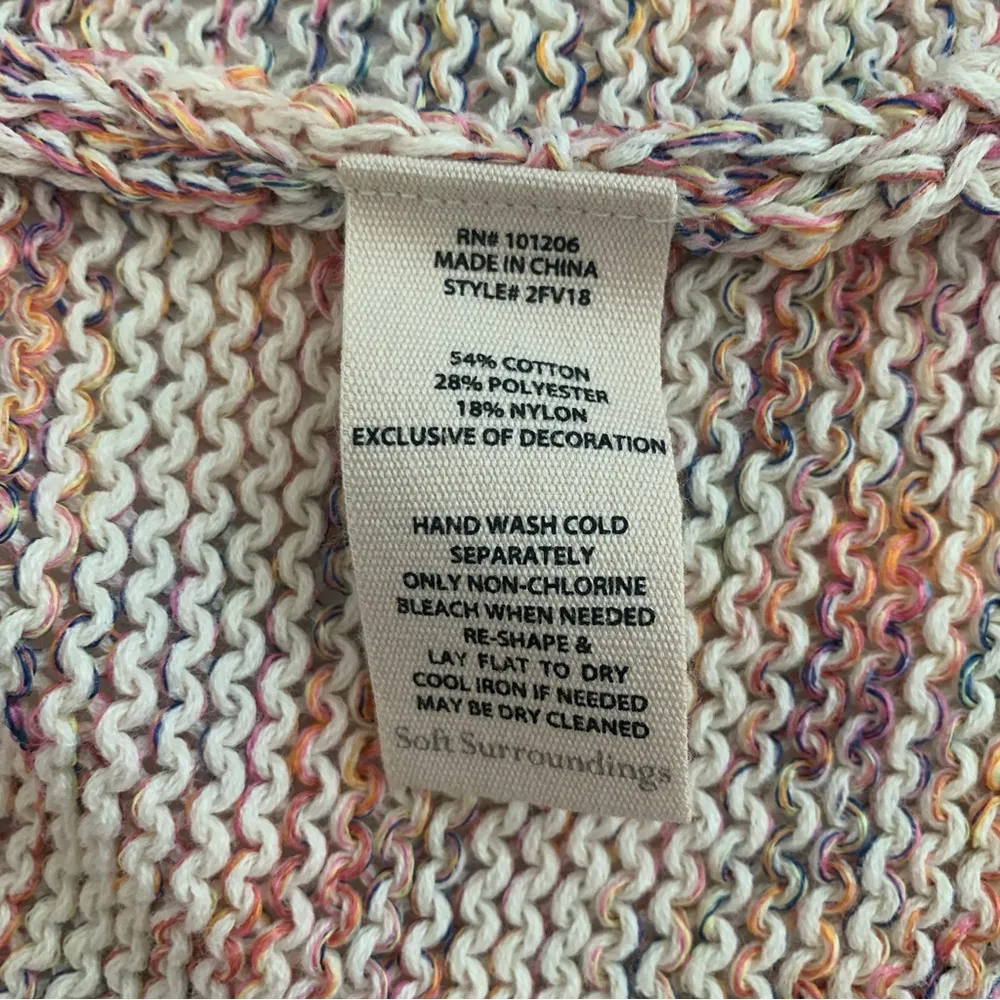 RN# 101206
MADE IN CHINA
STYLE# 2FV18
54% COTTON
28% POLYESTER
18% NYLON
EXCLUSIVE OF DECORATION
HAND WASH COLD
SEPARATELY
ONLY NON-CHLORINE
BLEACH WHEN NEEDED
RE-SHAPE &
LAY FLAT TO DRY
COOL IRON IF NEEDED
MAY BE DRY CLEANED
Soft Surroundings